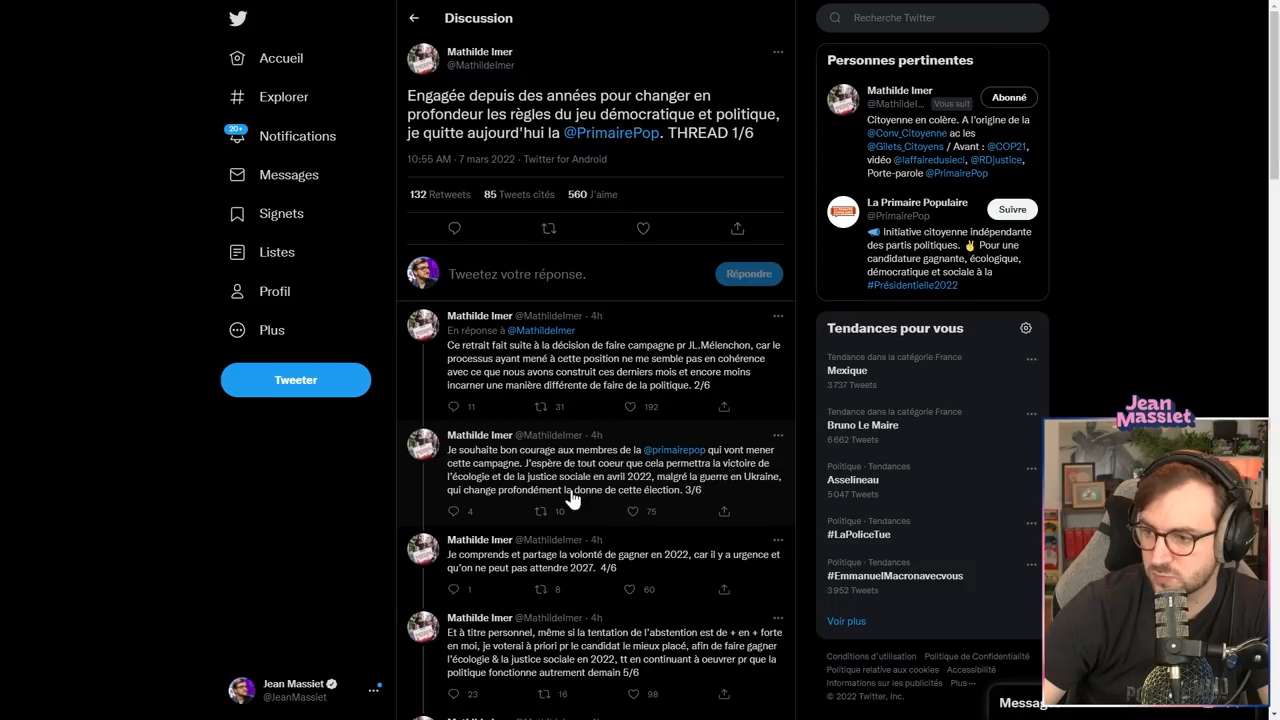 Accueil
Explorer
20+
Notifications
Messages
Signets
Listes
Profil
Plus
Tweeter
Jean Massiet
@JeanMassiet
Discussion
Mathilde Imer
@MathildeImer
Engagée depuis des années pour changer en
profondeur les règles du jeu démocratique et politique,
je quitte aujourd'hui la @PrimairePop. THREAD 1/6
10:55 AM · 7 mars 2022 · Twitter for Android
132 Retweets 85 Tweets cités 560 J'aime
Tweetez votre réponse.
Répondre
Mathilde Imer @MathildeImer · 4h
En réponse à @MathildeImer
Ce retrait fait suite à la décision de faire campagne pr JL.Mélenchon, car le
processus ayant mené à cette position ne me semble pas en cohérence
avec ce que nous avons construit ces derniers mois et encore moins
incarner une manière différente de faire de la politique. 2/6
11 31 192
Mathilde Imer @MathildeImer · 4h
Je souhaite bon courage aux membres de la @primairepop qui vont mener
cette campagne. J'espère de tout coeur que cela permettra la victoire de
l'écologie et de la justice sociale en avril 2022, malgré la guerre en Ukraine,
qui change profondément la donne de cette élection. 3/6
4 10 75
Mathilde Imer @MathildeImer · 4h
Je comprends et partage la volonté de gagner en 2022, car il y a urgence et
qu'on ne peut pas attendre 2027. 4/6
1 8 60
Mathilde Imer @MathildeImer · 4h
Et à titre personnel, même si la tentation de l'abstention est de + en + forte
en moi, je voterai à priori pr le candidat le mieux placé, afin de faire gagner
l'écologie & la justice sociale en 2022, tt en continuant à oeuvrer pr que la
politique fonctionne autrement demain 5/6
23 16 98
Recherche Twitter
Personnes pertinentes
Mathilde Imer
@Mathildel... Vous suit
Abonné
Citoyenne en colère. A l'origine de la
@Conv_Citoyenne ac les
@Gilets_Citoyens / Avant : @COP21,
vidéo @laffairedusiecl, @RDjustice,
Porte-parole @PrimairePop
La Primaire Populaire
@PrimairePop
Suivre
📣 Initiative citoyenne indépendante
des partis politiques. ✌️ Pour une
candidature gagnante, écologique,
démocratique et sociale à la
#Présidentielle2022
Tendances pour vous
Tendance dans la catégorie France
Mexique
3 737 Tweets
Tendance dans la catégorie France
Bruno Le Maire
6 662 Tweets
Politique · Tendances
Asselineau
5 047 Tweets
Politique · Tendances
#LaPoliceTue
Politique · Tendances
#EmmanuelMacronavecvous
3 952 Tweets
Voir plus
Conditions d'utilisation Politique de Confidentialité
Politique relative aux cookies Accessibilité
Informations sur les publicités Plus ···
© 2022 Twitter, Inc.
Jean
Massiet